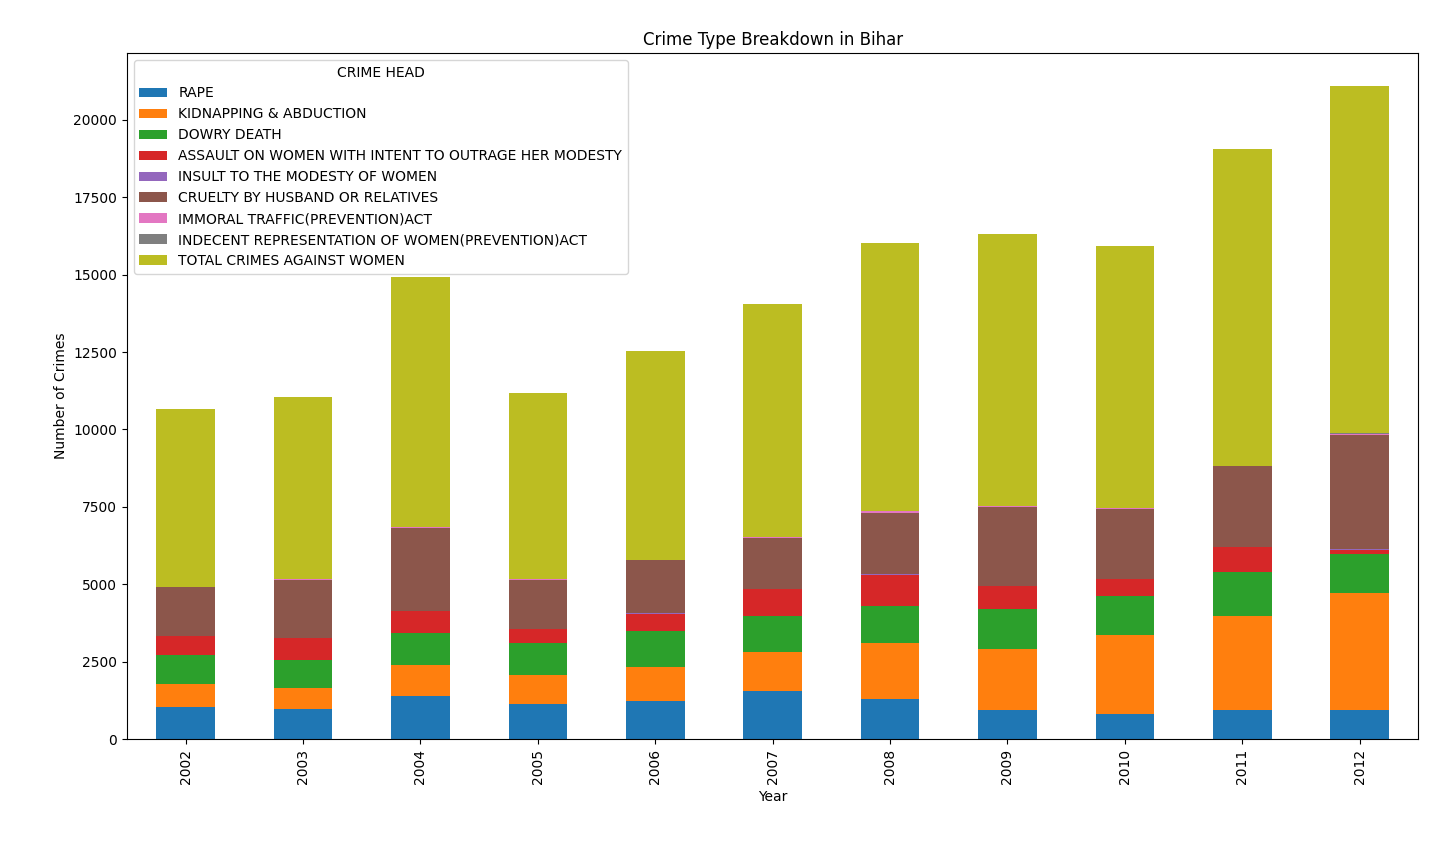 Crime Type Breakdown in Bihar
CRIME HEAD
RAPE
KIDNAPPING & ABDUCTION
DOWRY DEATH
ASSAULT ON WOMEN WITH INTENT TO OUTRAGE HER MODESTY
INSULT TO THE MODESTY OF WOMEN
CRUELTY BY HUSBAND OR RELATIVES
IMMORAL TRAFFIC(PREVENTION)ACT
INDECENT REPRESENTATION OF WOMEN(PREVENTION)ACT
TOTAL CRIMES AGAINST WOMEN
Number of Crimes
20000
17500
15000
12500
10000
7500
5000
2500
0
2002 2003 2004 2005 2006 2007 2008 2009 2010 2011 2012
Year